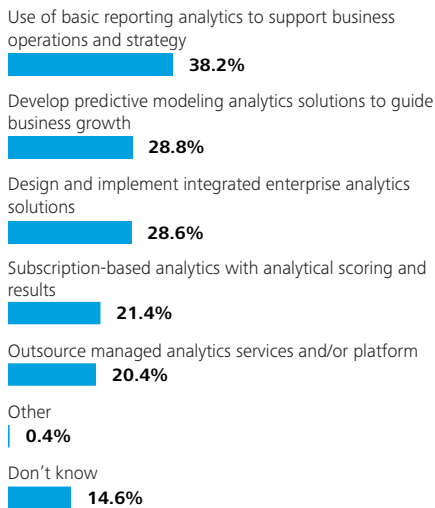 Use of basic reporting analytics to support business
operations and strategy
38.2%
Develop predictive modeling analytics solutions to guide
business growth
28.8%
Design and implement integrated enterprise analytics
solutions
28.6%
Subscription-based analytics with analytical scoring and
results
21.4%
Outsource managed analytics services and/or platform
20.4%
Other
0.4%
Don’t know
14.6%